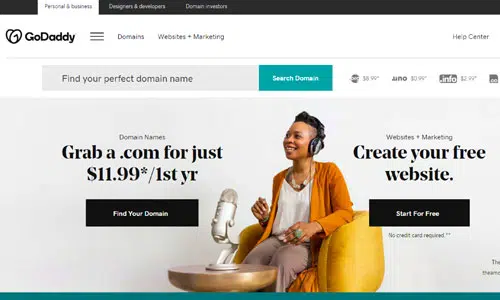 Personal & business
Designers & developers
Domain investors
GoDaddy
Domains
Websites + Marketing
Help Center
Find your perfect domain name
Search Domain
$8.99*
$0.99*
.info
$2.99*
Domain Names
Grab a .com for just
$11.99*/1st yr
Find Your Domain
Websites + Marketing
Create your free
website.
Start For Free
No credit card required.**
The